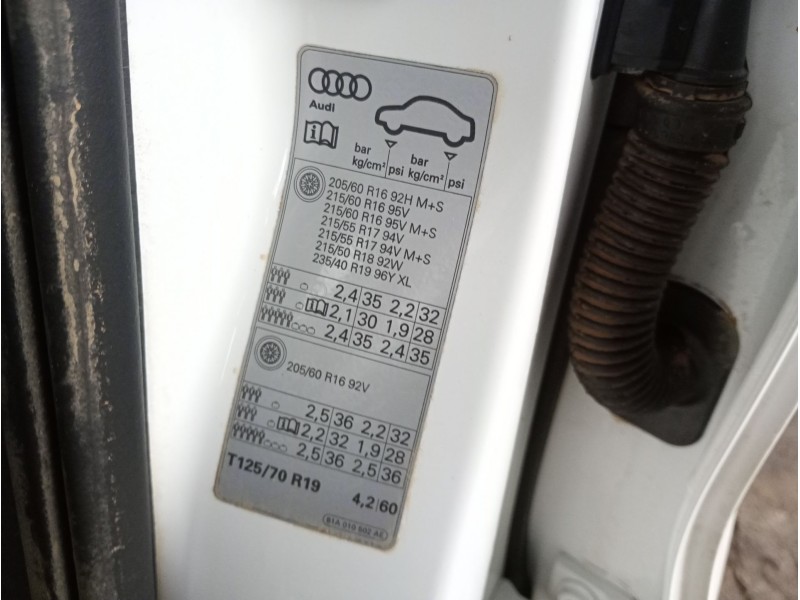 Audi
bar
kg/cm² psi
bar
kg/cm² psi
205/60 R16 92H M+S
215/60 R16 95V
215/60 R16 95V M+S
215/55 R17 94V
215/55 R17 94V M+S
215/50 R18 92W
235/40 R19 96Y XL
2,4 35 2,2 32
2,1 30 1,9 28
2,4 35 2,4 35
205/60 R16 92V
2,5 36 2,2 32
2,2 32 1,9 28
2,5 36 2,5 36
T125/70 R19 4,2 60
81A 010 502 AE